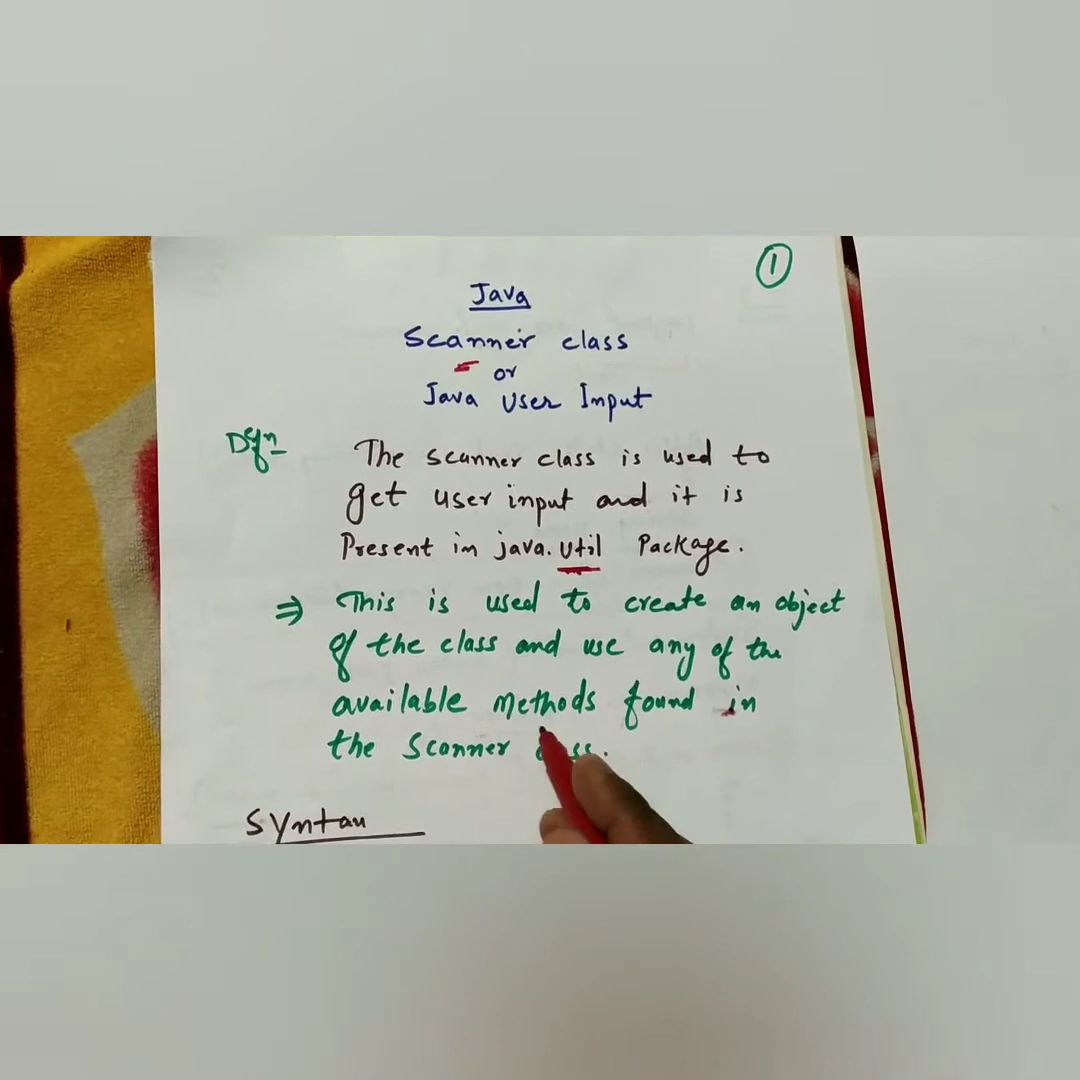 ①
Java
Scanner class
or
Java User Input
Defn
The scanner class is used to
get user input and it is
Present in java.util Package.
⇒ This is used to create an object
of the class and use any of the
available methods found in
the Scanner
Syntax